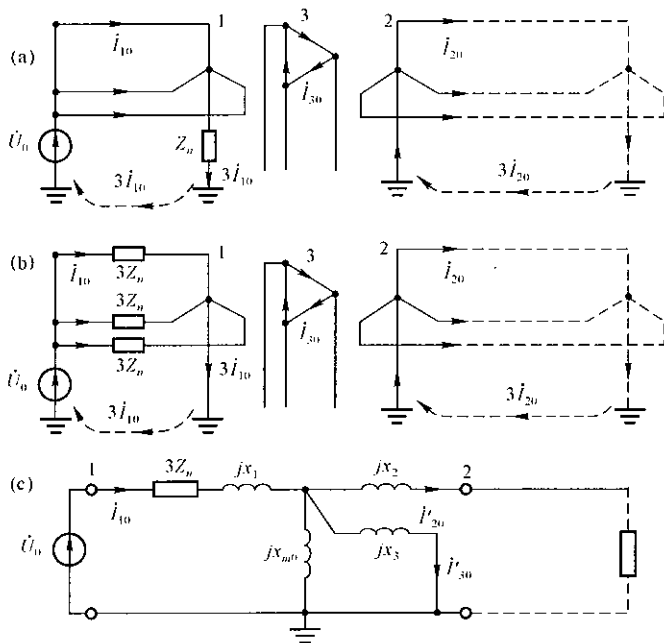 (a)
1
3
2
İ₁₀
İ₂₀
İ₃₀
U̇₀
Zₙ
3İ₁₀
3İ₁₀
3İ₂₀
(b)
1
3
2
İ₁₀
3Zₙ
İ₂₀
3Zₙ
3Zₙ
İ₃₀
U̇₀
3İ₁₀
3İ₁₀
3İ₂₀
(c)
1
3Zₙ
jx₁
jx₂
2
İ₁₀
İ'₂₀
U̇₀
jxₘ₀
jx₃
İ'₃₀